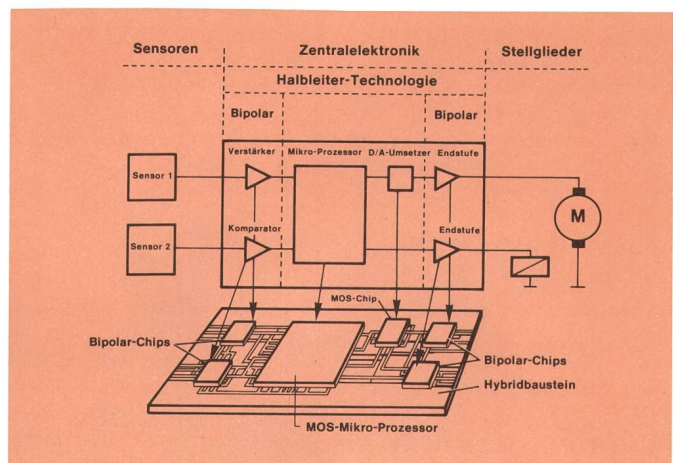 Sensoren
Zentralelektronik
Stellglieder
Halbleiter-Technologie
Bipolar
Bipolar
Verstärker
Mikro-Prozessor
D/A-Umsetzer
Endstufe
Sensor 1
M
Komparator
Endstufe
Sensor 2
MOS-Chip
Bipolar-Chips
Bipolar-Chips
Hybridbaustein
MOS-Mikro-Prozessor